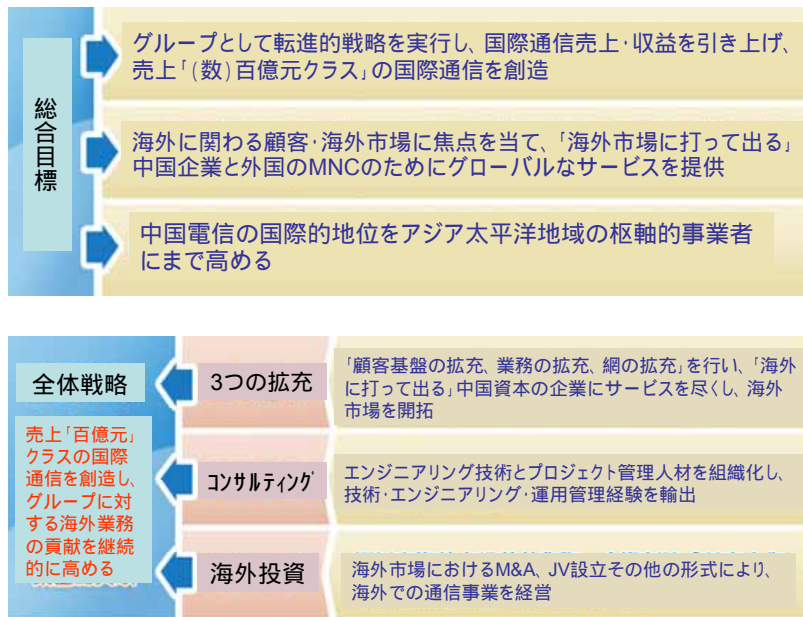 総合目標
グループとして転進的戦略を実行し、国際通信売上・収益を引き上げ、
売上「(数)百億元クラス」の国際通信を創造
海外に関わる顧客・海外市場に焦点を当て、「海外市場に打って出る」
中国企業と外国のMNCのためにグローバルなサービスを提供
中国電信の国際的地位をアジア太平洋地域の枢軸的事業者
にまで高める
全体戦略
売上「百億元」
クラスの国際
通信を創造し、
グループに対
する海外業務
の貢献を継続
的に高める
3つの拡充
「顧客基盤の拡充、業務の拡充、網の拡充」を行い、「海外
に打って出る」中国資本の企業にサービスを尽くし、海外
市場を開拓
コンサルティング
エンジニアリング技術とプロジェクト管理人材を組織化し、
技術・エンジニアリング・運用管理経験を輸出
海外投資
海外市場におけるM&A、JV設立その他の形式により、
海外での通信事業を経営